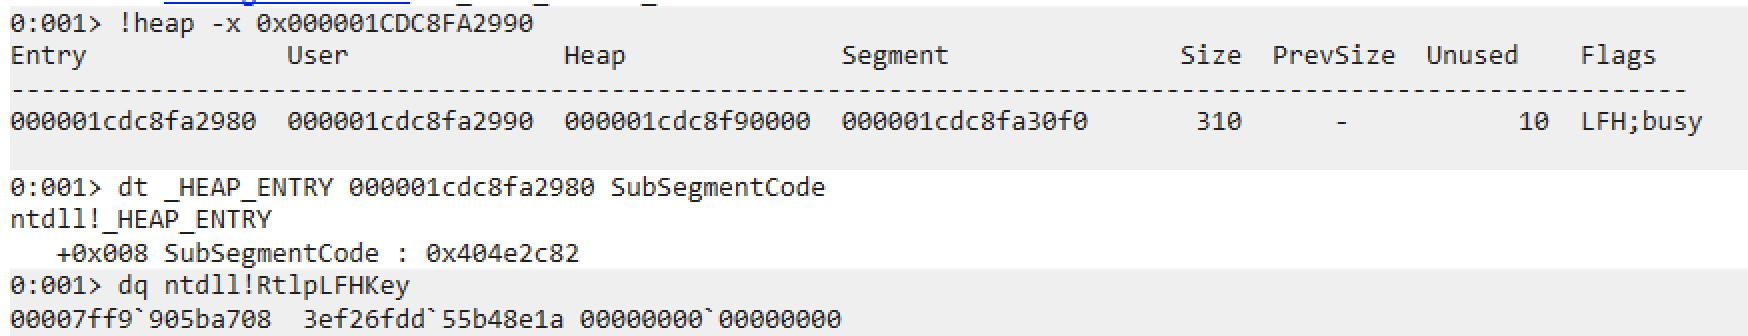 0:001> !heap -x 0x000001CDC8FA2990
Entry User Heap Segment Size PrevSize Unused Flags
-------------------------------------------------------------------------------------------------------------
000001cdc8fa2980 000001cdc8fa2990 000001cdc8f90000 000001cdc8fa30f0 310 - 10 LFH;busy
0:001> dt _HEAP_ENTRY 000001cdc8fa2980 SubSegmentCode
ntdll!_HEAP_ENTRY
+0x008 SubSegmentCode : 0x404e2c82
0:001> dq ntdll!RtlpLFHKey
00007ff9`905ba708 3ef26fdd`55b48e1a 00000000`00000000